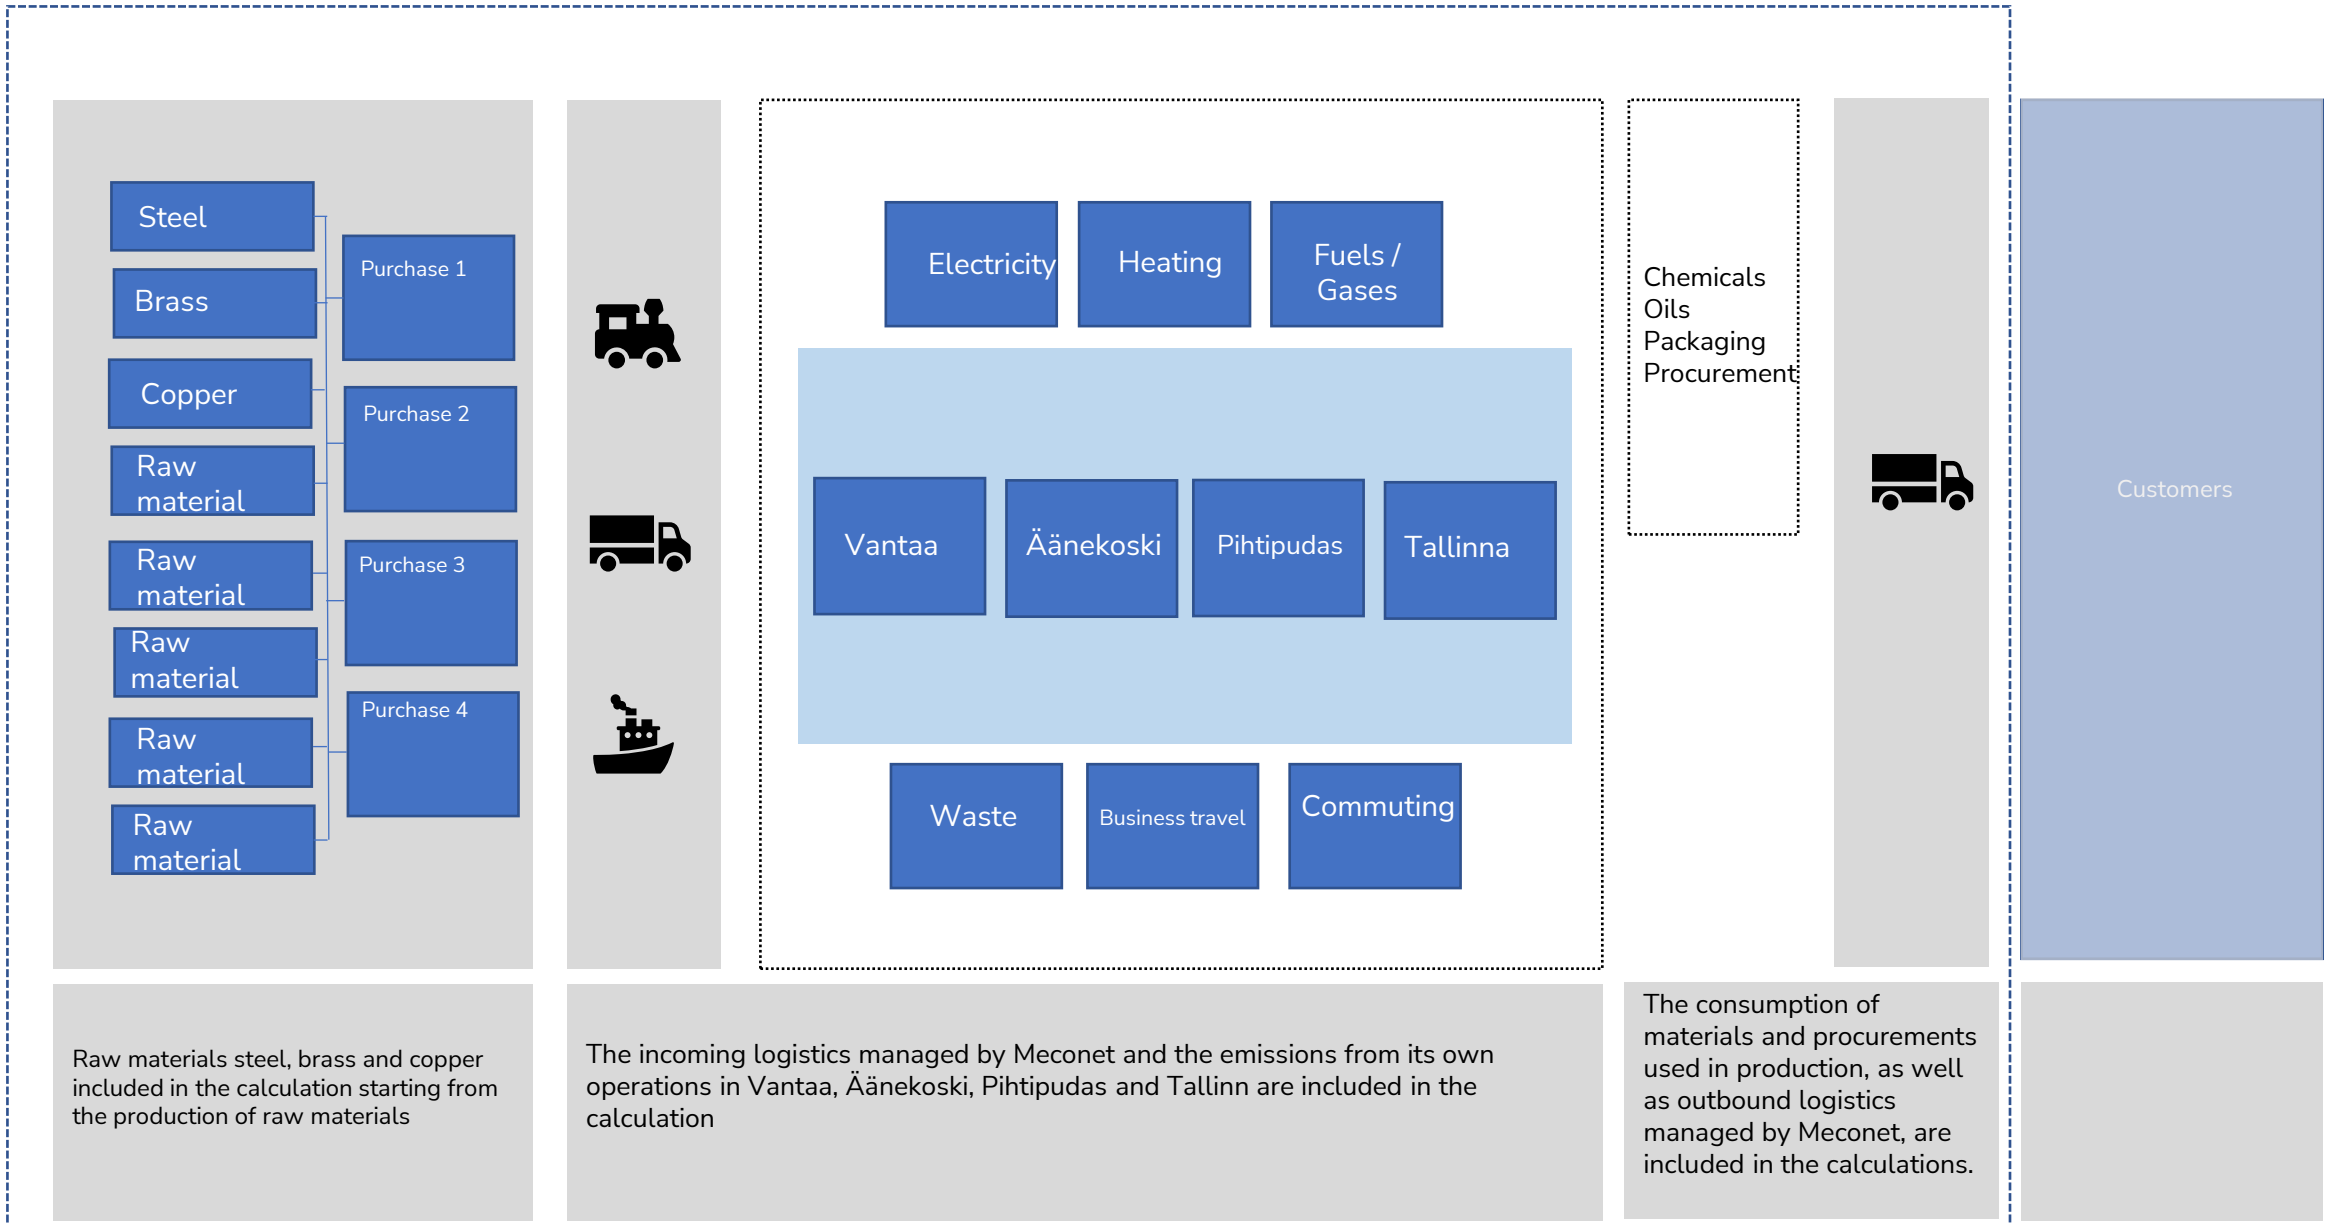 Steel
Brass
Copper
Raw
material
Raw
material
Raw
material
Raw
material
Raw
material
Purchase 1
Purchase 2
Purchase 3
Purchase 4
Electricity
Heating
Fuels /
Gases
Vantaa
Äänekoski
Pihtipudas
Tallinna
Waste
Business travel
Commuting
Chemicals
Oils
Packaging
Procurement
Customers
Raw materials steel, brass and copper
included in the calculation starting from
the production of raw materials
The incoming logistics managed by Meconet and the emissions from its own
operations in Vantaa, Äänekoski, Pihtipudas and Tallinn are included in the
calculation
The consumption of
materials and procurements
used in production, as well
as outbound logistics
managed by Meconet, are
included in the calculations.